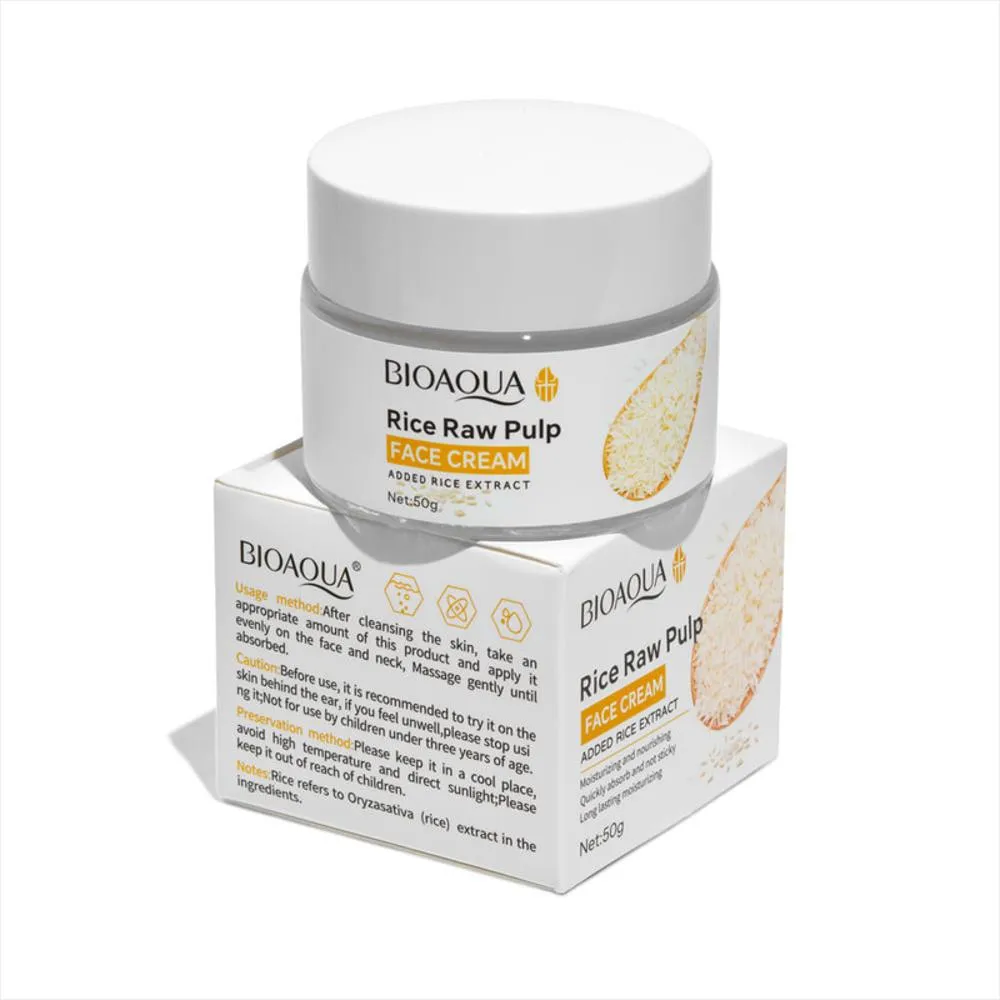 BIOAQUA
Rice Raw Pulp
FACE CREAM
ADDED RICE EXTRACT
Net:50g
BIOAQUA®
Usage method:After cleansing the skin, take an
appropriate amount of this product and apply it
evenly on the face and neck, Massage gently until
absorbed.
Caution:Before use, it is recommended to try it on the
skin behind the ear, if you feel unwell,please stop usi
ng it;Not for use by children under three years of age.
Preservation method:Please keep it in a cool place,
avoid high temperature and direct sunlight;Please
keep it out of reach of children.
Notes:Rice refers to Oryzasativa (rice) extract in the
ingredients.
BIOAQUA
Rice Raw Pulp
FACE CREAM
ADDED RICE EXTRACT
Moisturizing and nourishing
Quickly absorb and not sticky
Long lasting moisturizing
Net:50g